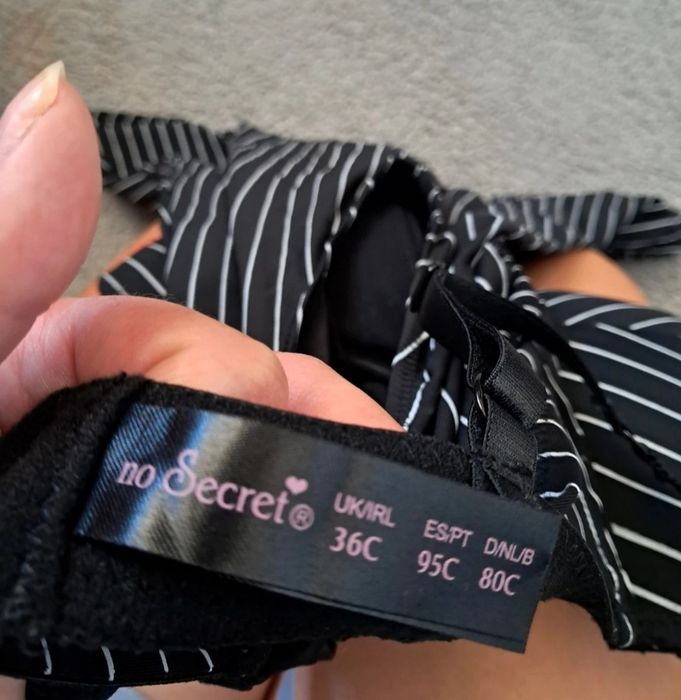 no Secret®
UK/IRL ES/PT D/NL/B
36C 95C 80C